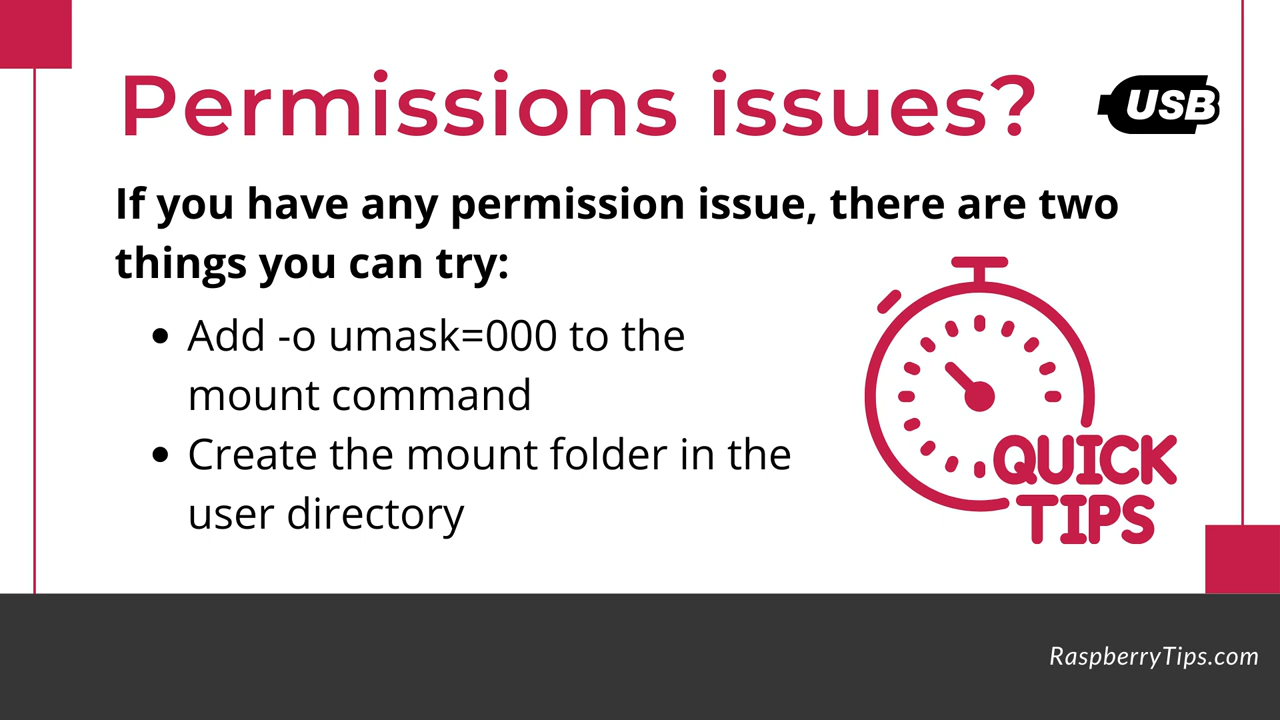 Permissions issues?
USB
If you have any permission issue, there are two
things you can try:
Add -o umask=000 to the
mount command
Create the mount folder in the
user directory
QUICK
TIPS
RaspberryTips.com